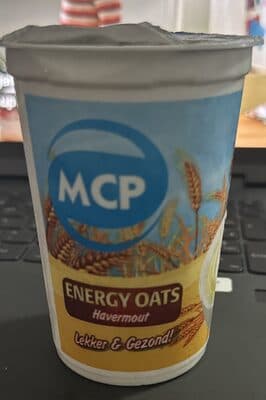 MCP
ENERGY OATS
Havermout
Lekker & Gezond!